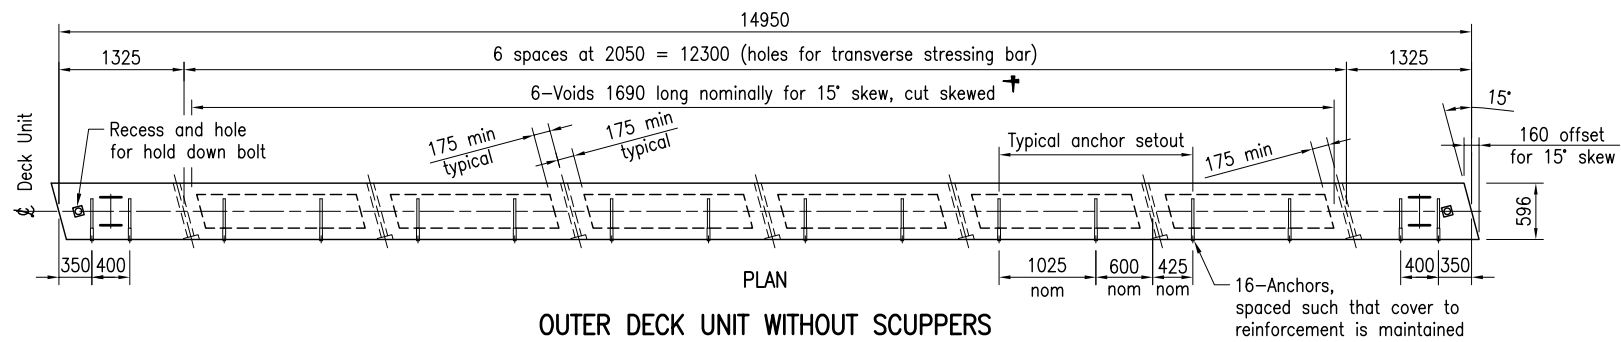 14950
1325
6 spaces at 2050 = 12300 (holes for transverse stressing bar)
1325
6-Voids 1690 long nominally for 15° skew, cut skewed
15°
Deck Unit
Recess and hole
for hold down bolt
175 min
typical
175 min
typical
Typical anchor setout
175 min
160 offset
for 15° skew
596
350
400
1025
nom
600
nom
425
nom
400
350
PLAN
16-Anchors,
spaced such that cover to
reinforcement is maintained
OUTER DECK UNIT WITHOUT SCUPPERS